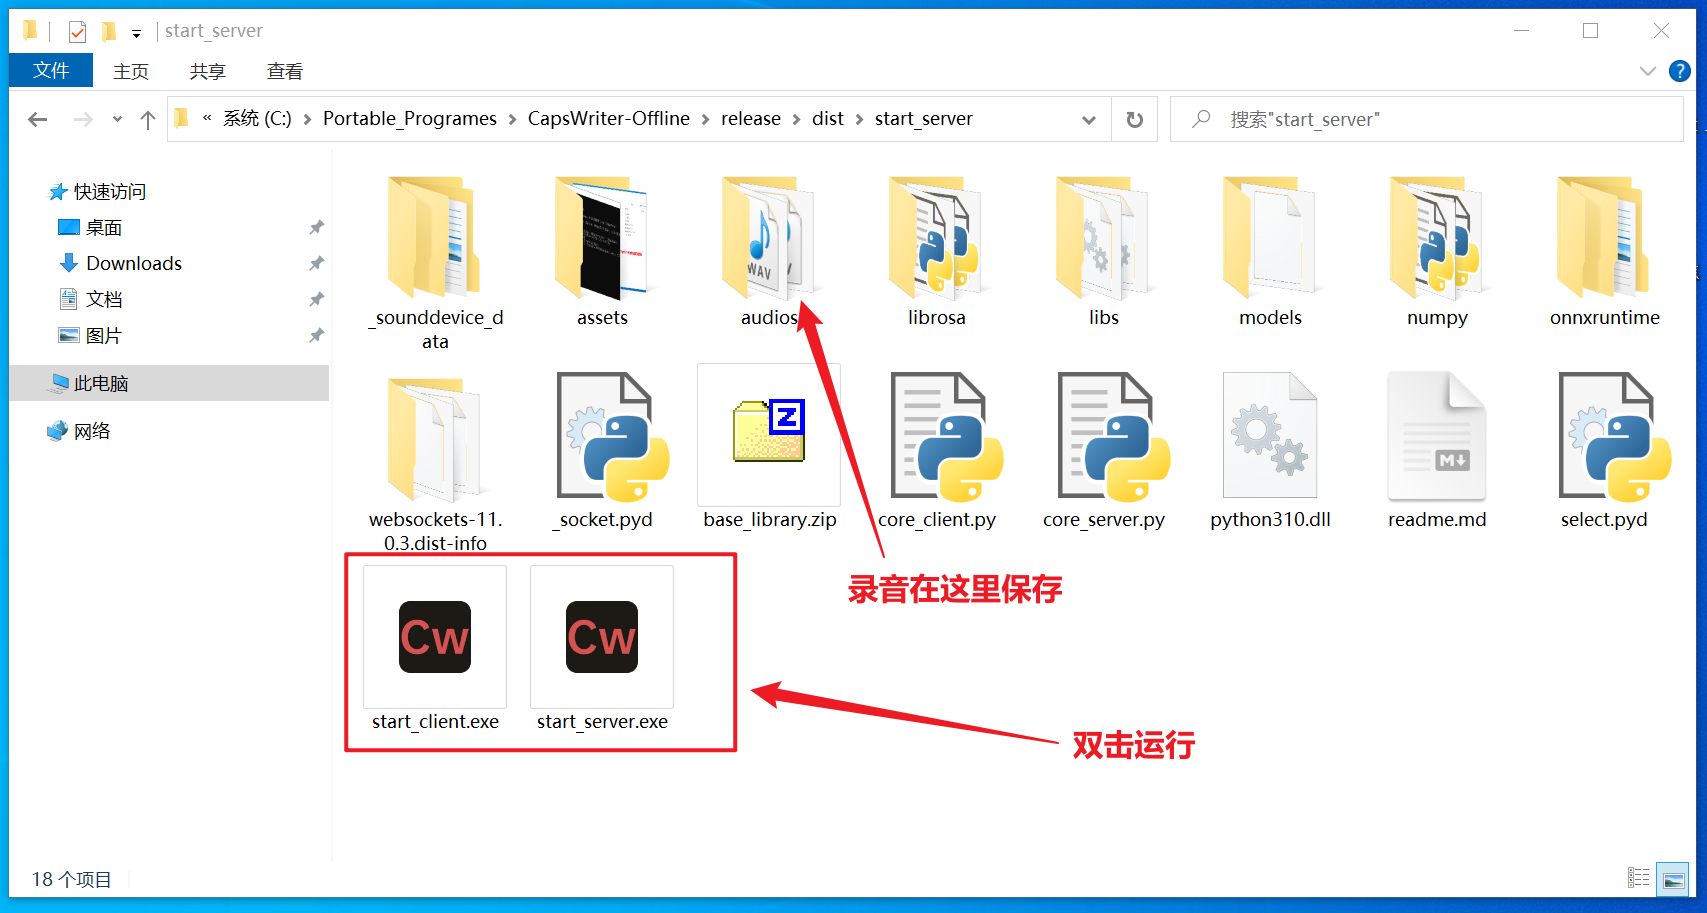 start_server
文件 主页 共享 查看
« 系统 (C:) › Portable_Programes › CapsWriter-Offline › release › dist › start_server
搜索"start_server"
快速访问
桌面
Downloads
文档
图片
此电脑
网络
_sounddevice_d
ata
assets
WAV
audios
librosa
libs
models
numpy
onnxruntime
websockets-11.
0.3.dist-info
_socket.pyd
Z
base_library.zip
core_client.py
core_server.py
python310.dll
M
readme.md
select.pyd
录音在这里保存
Cw
start_client.exe
Cw
start_server.exe
双击运行
18 个项目